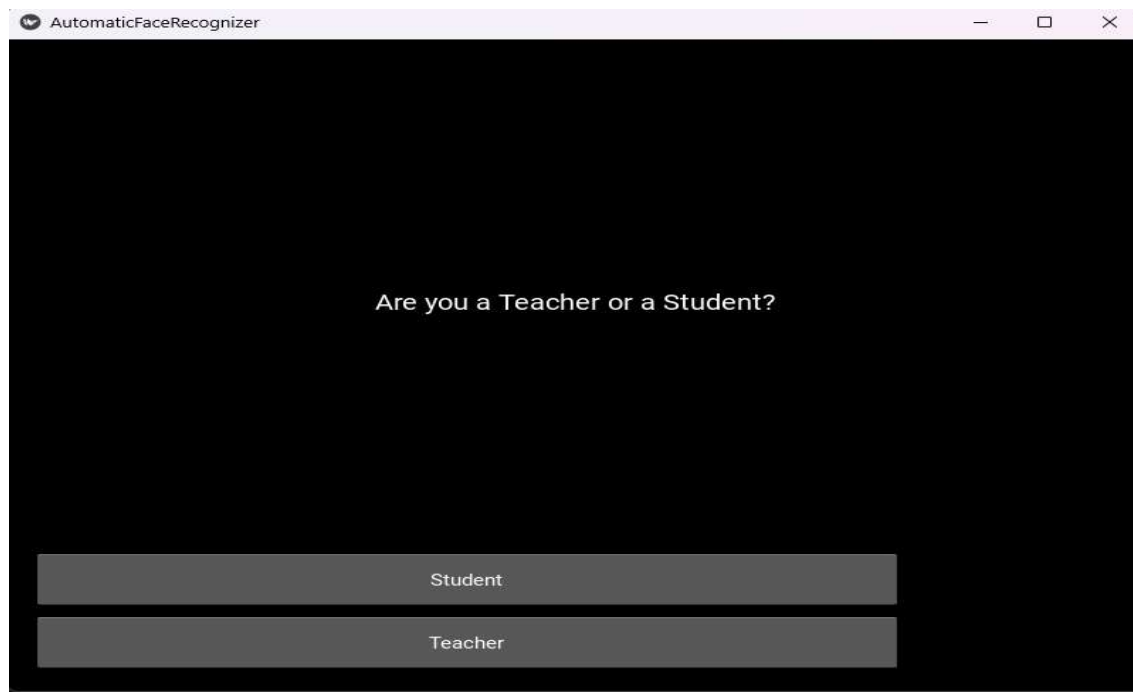 AutomaticFaceRecognizer
Are you a Teacher or a Student?
Student
Teacher